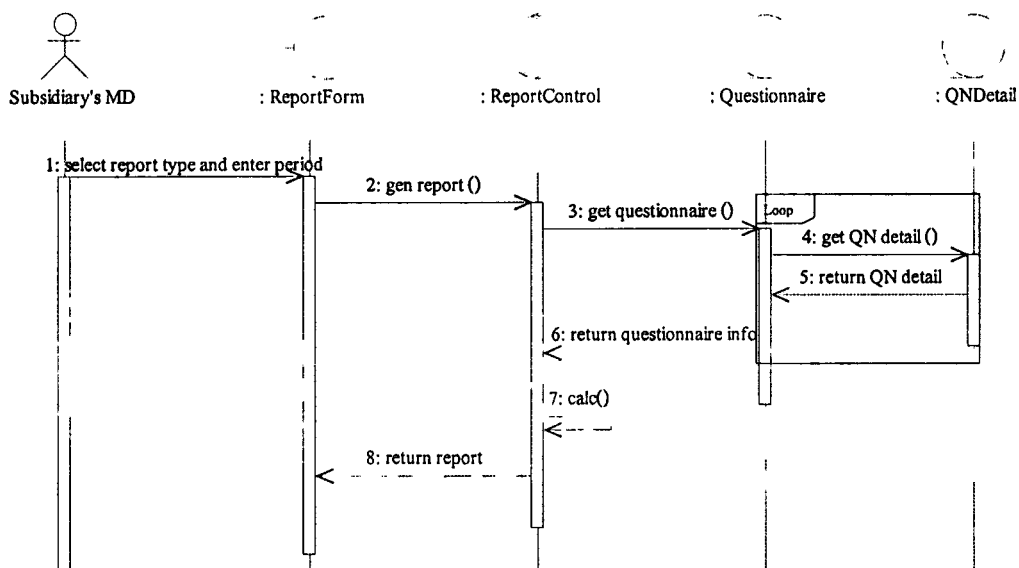 Subsidiary's MD
: ReportForm
: ReportControl
: Questionnaire
: QNDetail
1: select report type and enter period
2: gen report ()
3: get questionnaire ()
Loop
4: get QN detail ()
5: return QN detail
6: return questionnaire info
7: calc()
8: return report